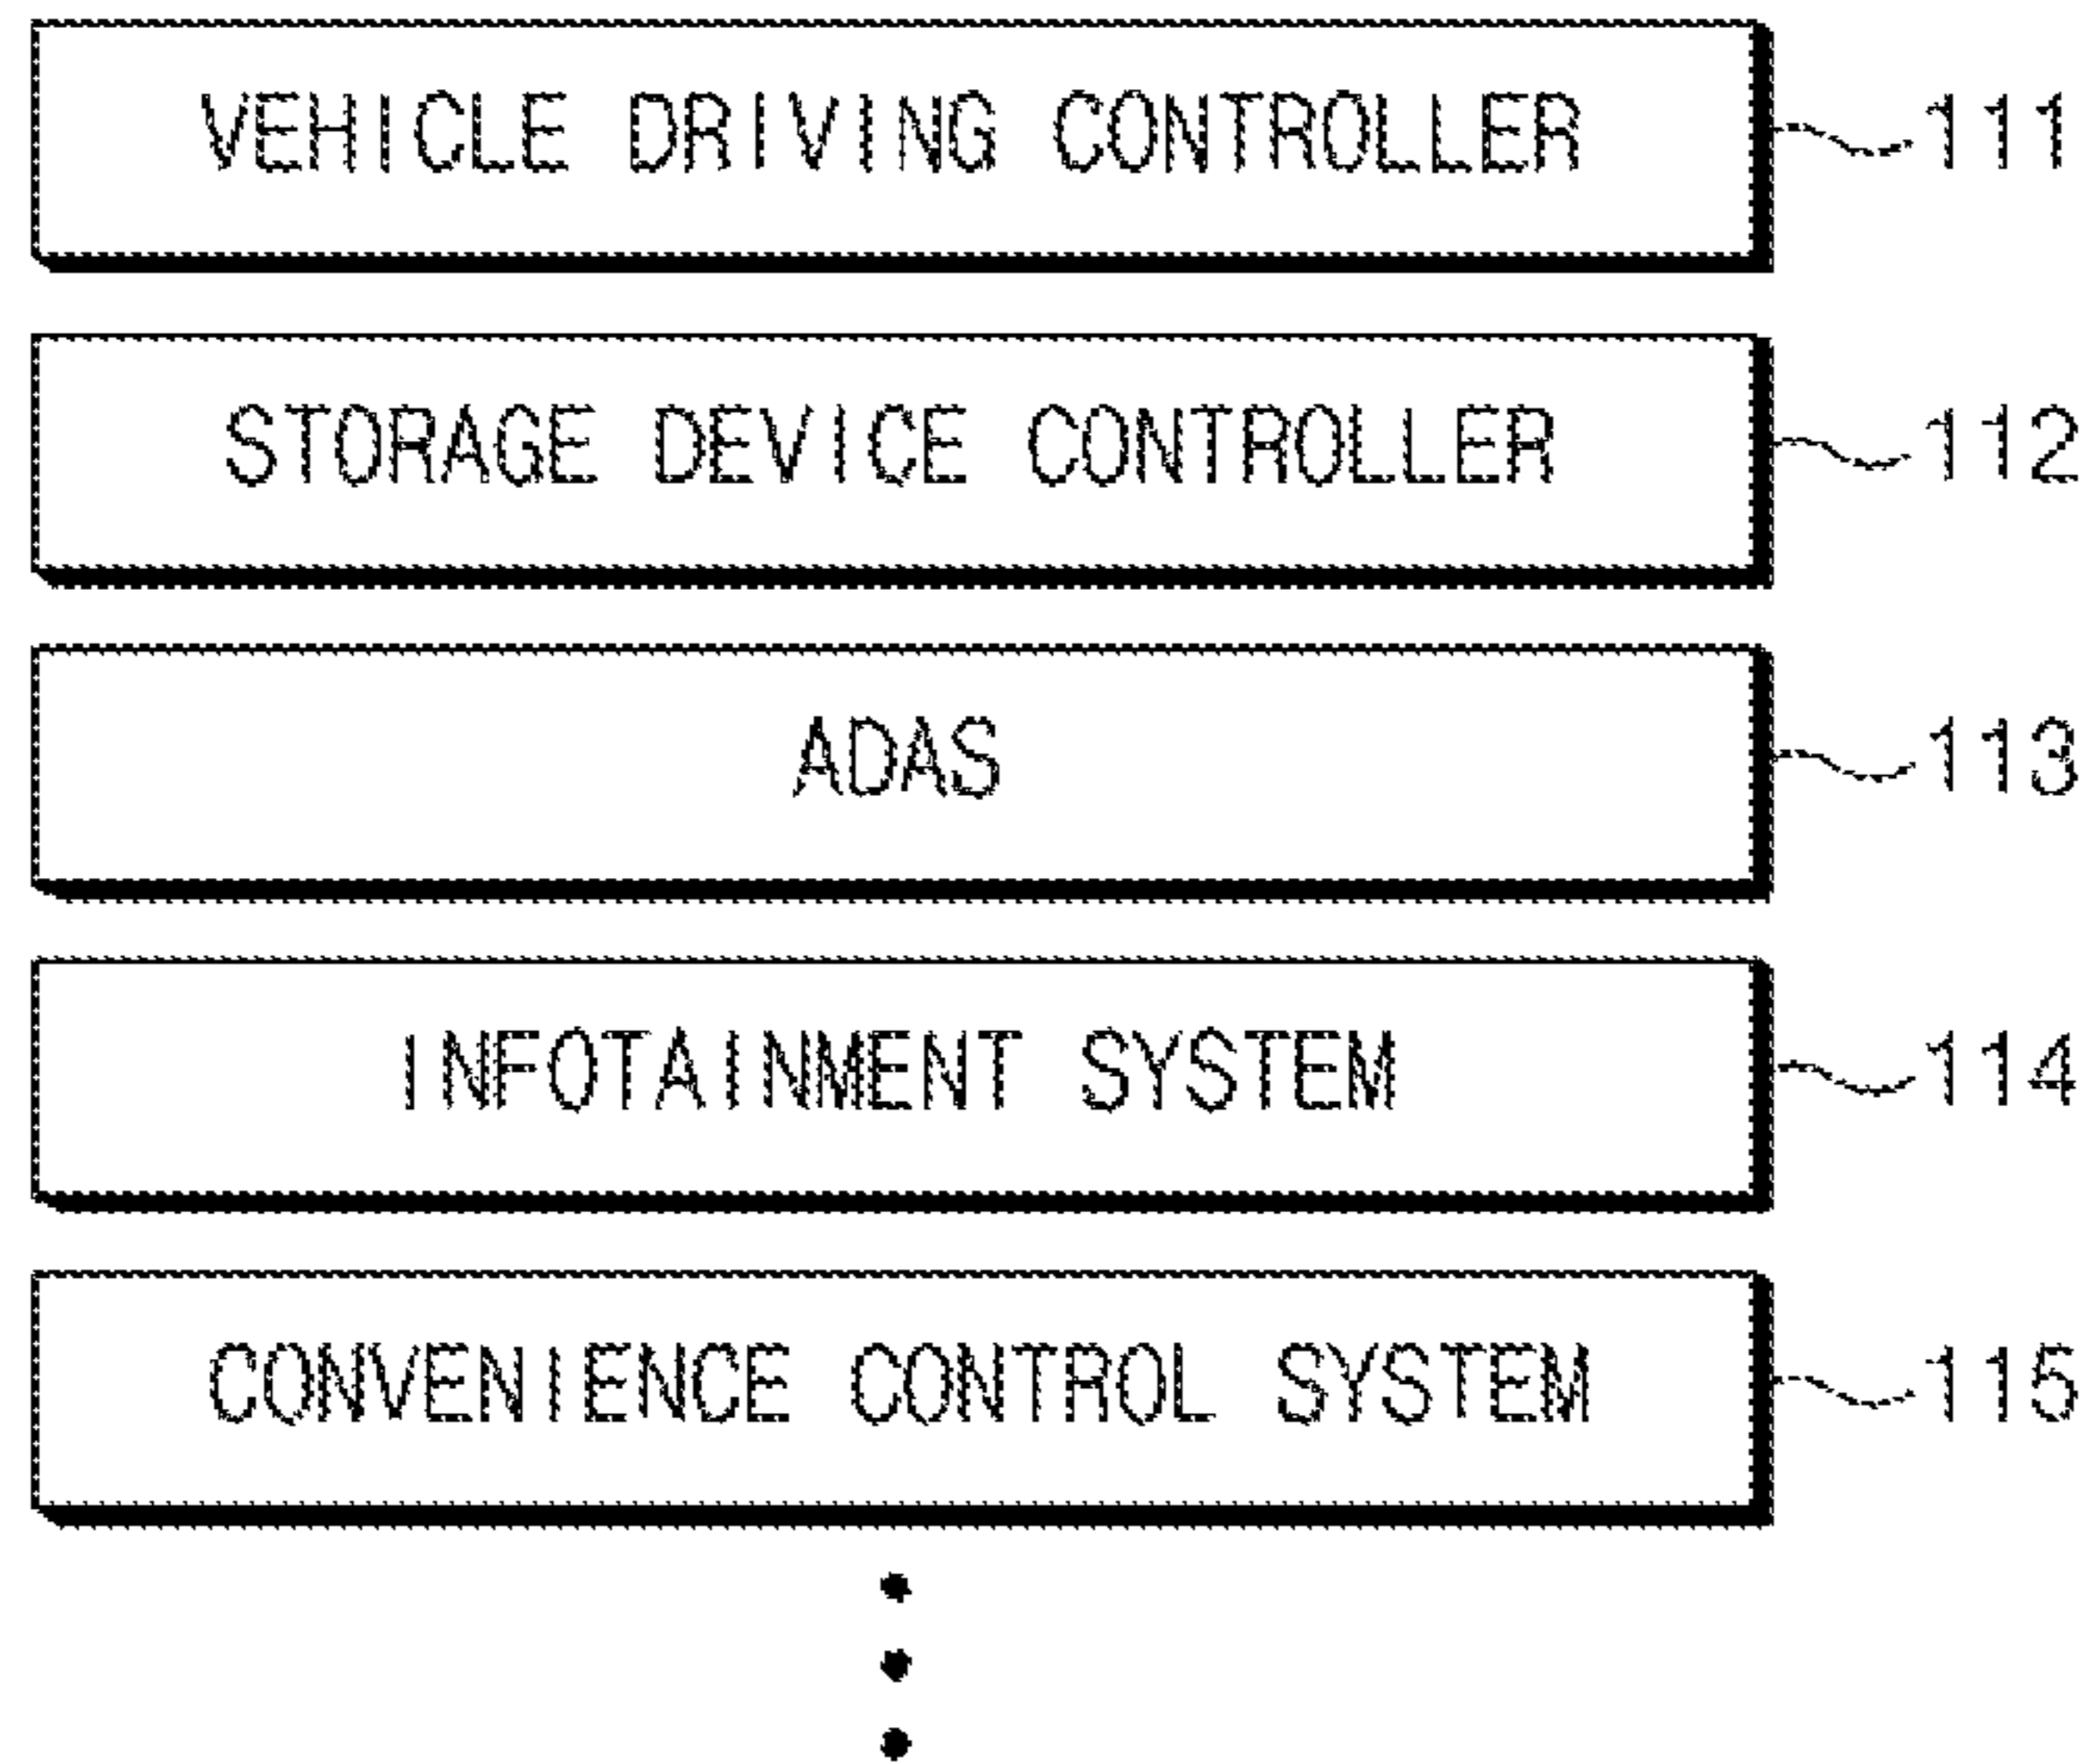 VEHICLE DRIVING CONTROLLER 111
STORAGE DEVICE CONTROLLER 112
ADAS 113
INFOTAINMENT SYSTEM 114
CONVENIENCE CONTROL SYSTEM 115